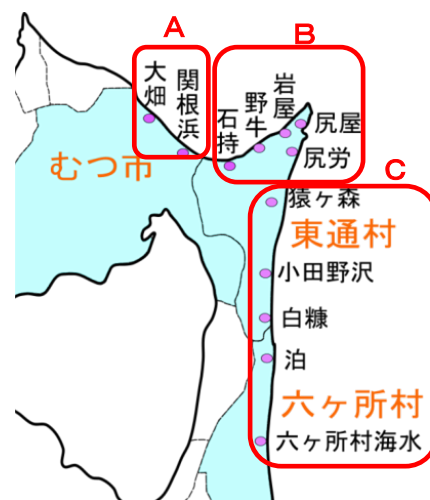 A
B
大畑
関根浜
石持
野牛
岩屋
尻屋
尻労
むつ市
C
猿ヶ森
東通村
小田野沢
白糠
泊
六ヶ所村
六ヶ所村海水